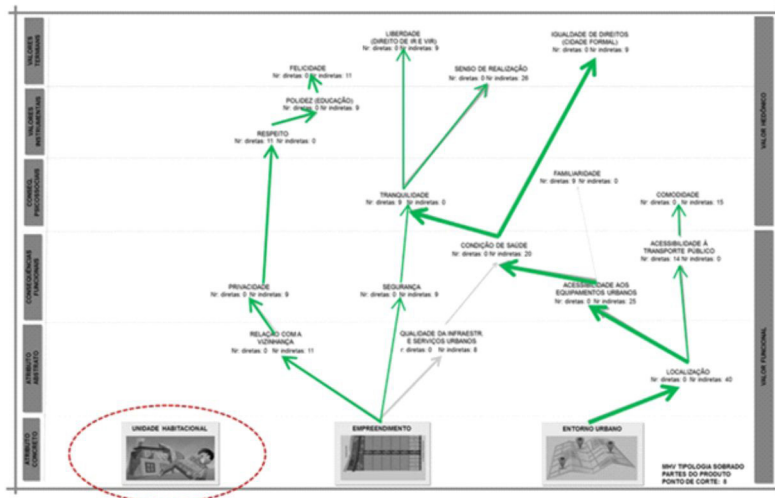 VALORES
TERMINAIS
VALORES
INSTRUMENTAIS
CONSEQ.
PSICOSSOCIAIS
CONSEQUÊNCIAS
FUNCIONAIS
ATRIBUTO
ABSTRATO
ATRIBUTO
CONCRETO
LIBERDADE
(DIREITO DE IR E VIR)
Nr: diretas: 0 Nr indiretas: 9
IGUALDADE DE DIREITOS
(CIDADE FORMAL)
Nr: diretas: 0 Nr indiretas: 9
FELICIDADE
Nr: diretas: 0 Nr indiretas: 11
SENSO DE REALIZAÇÃO
Nr: diretas: 0 Nr indiretas: 26
POLIDEZ (EDUCAÇÃO)
Nr: diretas: 0 Nr indiretas: 9
RESPEITO
Nr: diretas: 11 Nr indiretas: 0
FAMILIARIDADE
Nr: diretas: 9 Nr indiretas: 0
TRANQUILIDADE
Nr: diretas: 9 Nr indiretas: 0
COMODIDADE
Nr: diretas: 0 Nr indiretas: 15
CONDIÇÃO DE SAÚDE
Nr: diretas: 0 Nr indiretas: 20
ACESSIBILIDADE À
TRANSPORTE PÚBLICO
Nr: diretas: 14 Nr indiretas: 0
PRIVACIDADE
Nr: diretas: 0 Nr indiretas: 9
SEGURANÇA
Nr: diretas: 0 Nr indiretas: 9
ACESSIBILIDADE AOS
EQUIPAMENTOS URBANOS
Nr: diretas: 0 Nr indiretas: 25
RELAÇÃO COM A
VIZINHANÇA
Nr: diretas: 0 Nr indiretas: 11
QUALIDADE DA INFRAESTR.
E SERVIÇOS URBANOS
r: diretas: 0 Nr indiretas: 8
LOCALIZAÇÃO
Nr: diretas: 0 Nr indiretas: 40
UNIDADE HABITACIONAL
EMPREENDIMENTO
ENTORNO URBANO
MHV TIPOLOGIA SOBRADO
PARTES DO PRODUTO
PONTO DE CORTE: 8
VALOR HEDÔNICO
VALOR FUNCIONAL